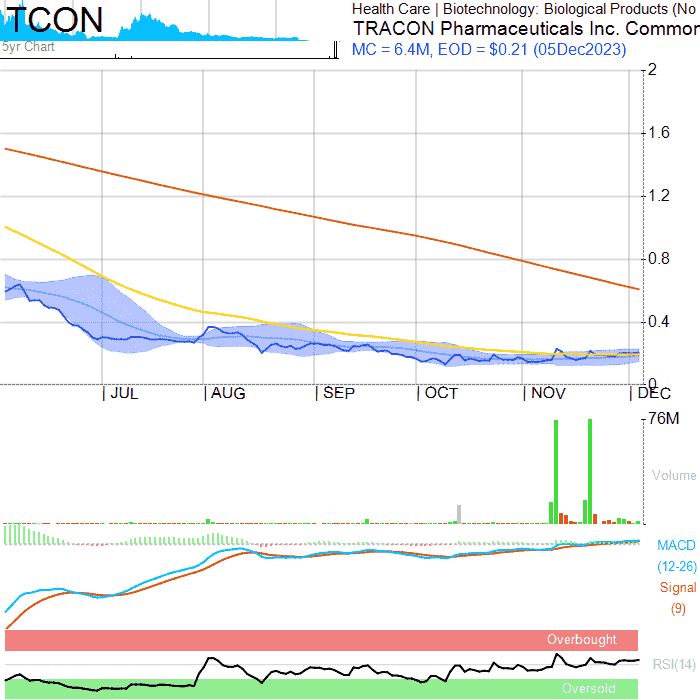 TCON
Health Care | Biotechnology: Biological Products (No
TRACON Pharmaceuticals Inc. Common
5yr Chart
MC = 6.4M, EOD = $0.21 (05Dec2023)
2
1.6
1.2
0.8
0.4
0
| JUL
| AUG
| SEP
| OCT
| NOV
| DEC
76M
Volume
MACD
(12-26)
Signal
(9)
Overbought
RSI(14)
Oversold